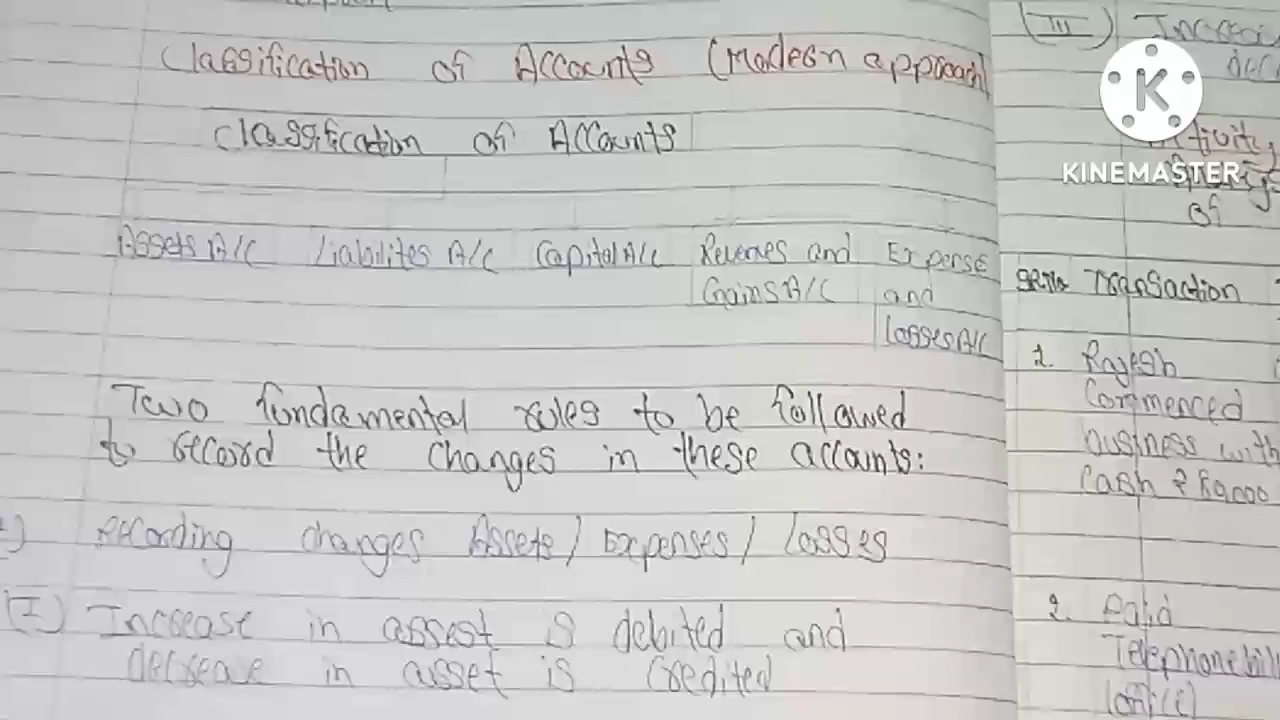 Classification of Accounts (Modern approach)
Classification of Accounts
Assets A/C Liabilites A/C Capital A/c Revenues and Expense
Gains A/C and
Losses A/C
Two fundamental rules to be followed
to record the changes in these accounts:
Recording changes Assets / Expenses / Losses
(I) Increase in assest is debited and
decrease in asset is credited
(III)
KINEMASTER
of
Transaction
1. Rajesh
Commenced
business with
Cash ₹
2. Paid
Telephone bill
(office)